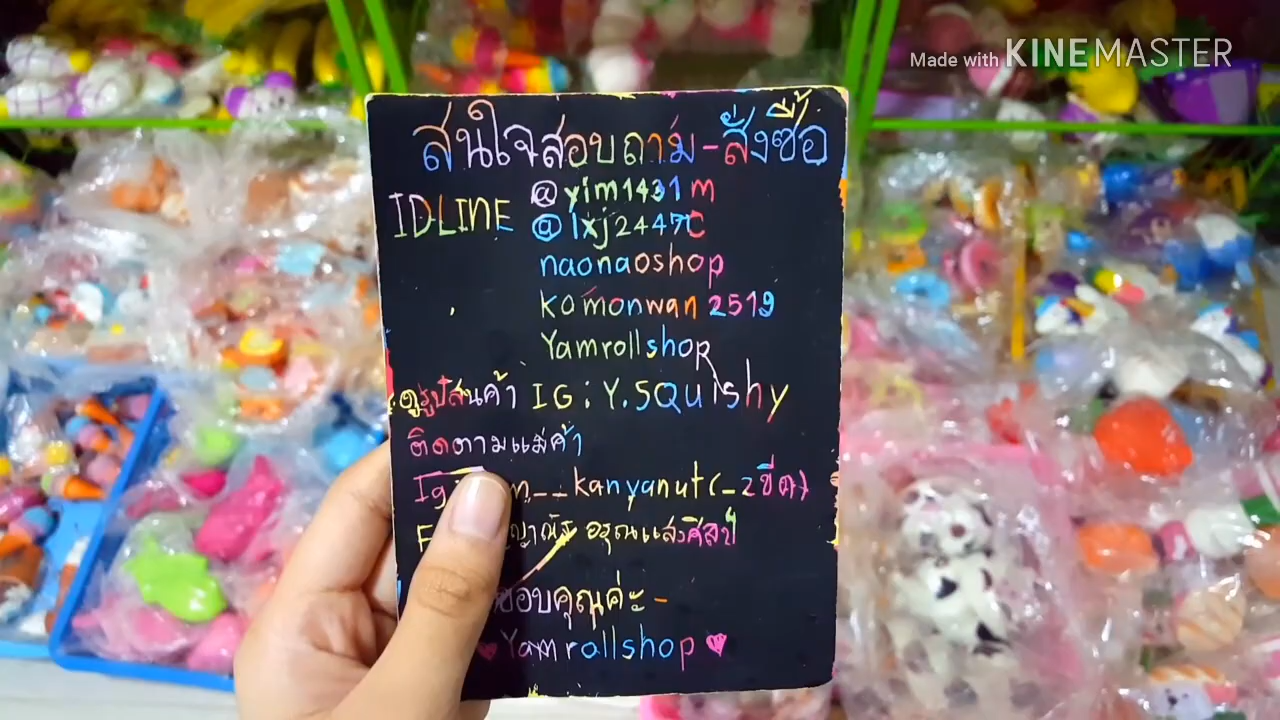 Made with KINEMASTER
สนใจสอบถาม-สั่งซื้อ
IDLINE @yim1431m
@lxj2447c
naonaoshop
kamonwan2519
Yamrollshop
ดูรูปสินค้า IG : Y.SQuishy
ติดตามแม่ค้า
Ig m__kanyanut(_2ขีด)
F อรุณแสงศิลป์
ขอบคุณค่ะ-
Yamrollshop